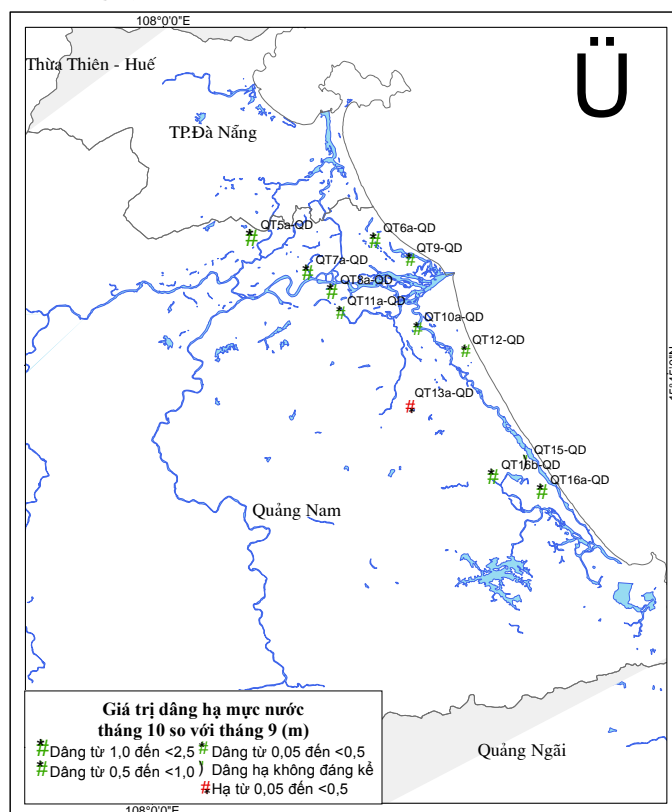 108°0'0"E
Thừa Thiên - Huế
Ü
TP.Đà Nẵng
QT5a-QD
QT6a-QD
QT9-QD
QT7a-QD
QT8a-QD
QT11a-QD
QT10a-QD
QT12-QD
15°45'0"N
QT13a-QD
QT15-QD
QT16b-QD
QT16a-QD
Quảng Nam
Giá trị dâng hạ mực nước
tháng 10 so với tháng 9 (m)
Dâng từ 1,0 đến <2,5
Dâng từ 0,05 đến <0,5
Dâng từ 0,5 đến <1,0
Dâng hạ không đáng kể
Hạ từ 0,05 đến <0,5
Quảng Ngãi
108°0'0"E